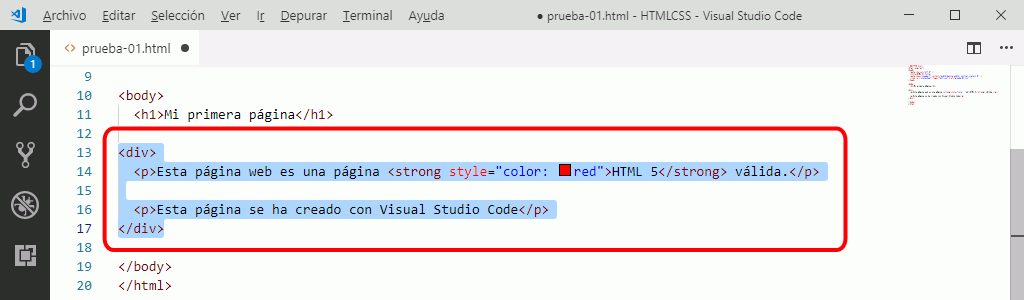 Archivo Editar Selección Ver Ir Depurar Terminal Ayuda ● prueba-01.html - HTMLCSS - Visual Studio Code
1
<> prueba-01.html ●
9
10 <body>
11 <h1>Mi primera página</h1>
12
13 <div>
14 <p>Esta página web es una página <strong style="color: red">HTML 5</strong> válida.</p>
15
16 <p>Esta página se ha creado con Visual Studio Code</p>
17 </div>
18
19 </body>
20 </html>